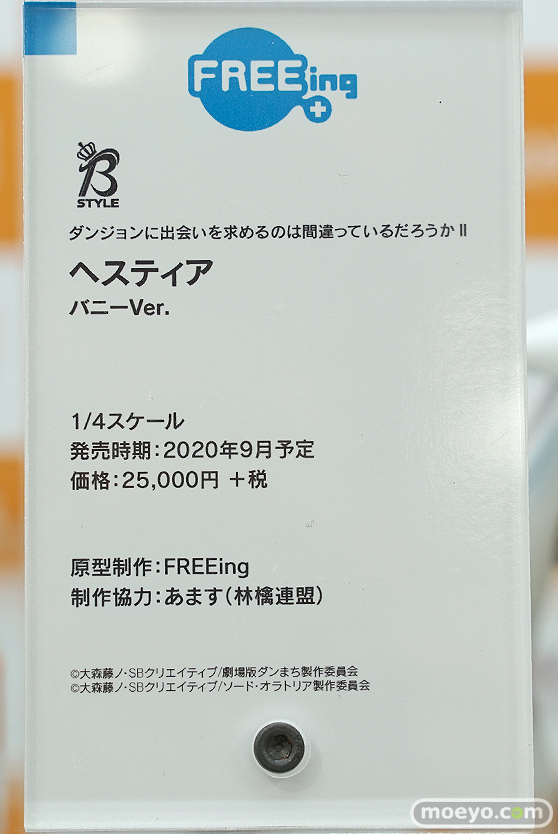 FREEing
B
STYLE
ダンジョンに出会いを求めるのは間違っているだろうかⅡ
ヘスティア
バニーVer.
1/4スケール
発売時期:2020年9月予定
価格:25,000円 +税
原型制作:FREEing
制作協力:あます(林檎連盟)
©大森藤ノ・SBクリエイティブ/劇場版ダンまち製作委員会
©大森藤ノ・SBクリエイティブ/ソード・オラトリア製作委員会
moeyo.com